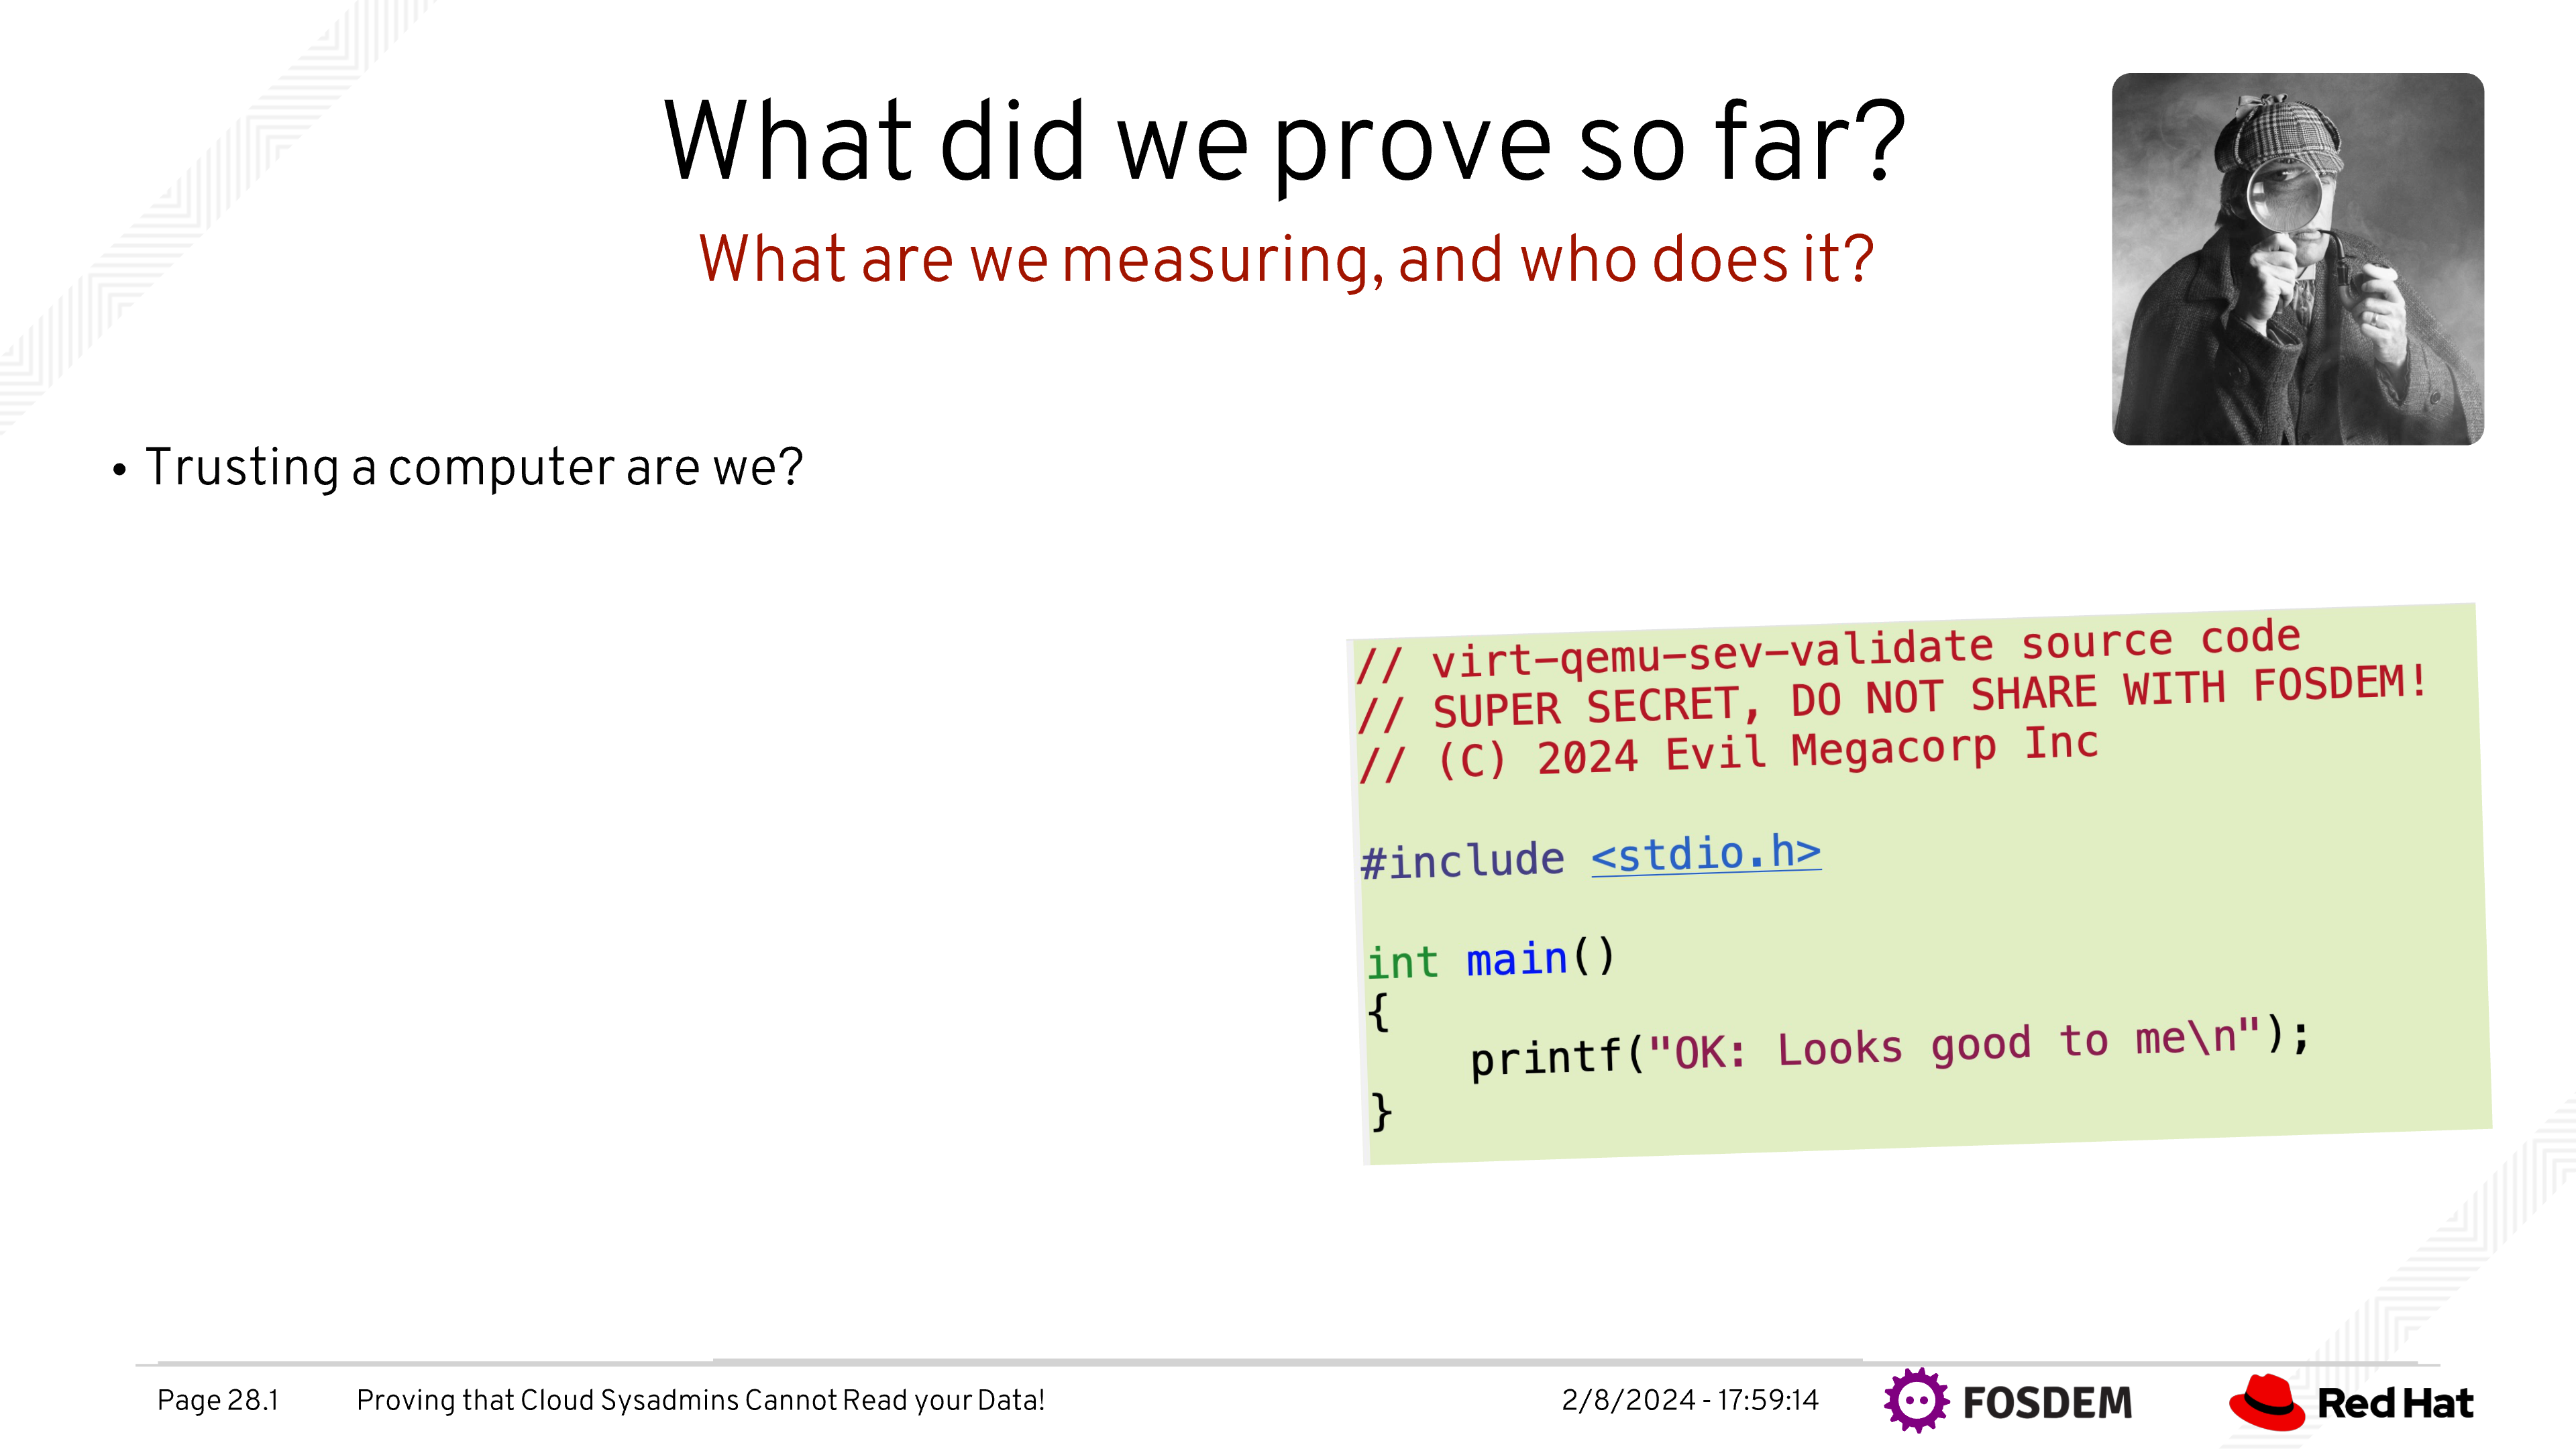 What did we prove so far?
What are we measuring, and who does it?
• Trusting a computer are we?
// virt-qemu-sev-validate source code
// SUPER SECRET, DO NOT SHARE WITH FOSDEM!
// (C) 2024 Evil Megacorp Inc
#include <stdio.h>
int main()
{
    printf("OK: Looks good to me\n");
}
Page 28.1 Proving that Cloud Sysadmins Cannot Read your Data! 2/8/2024 - 17:59:14 FOSDEM Red Hat